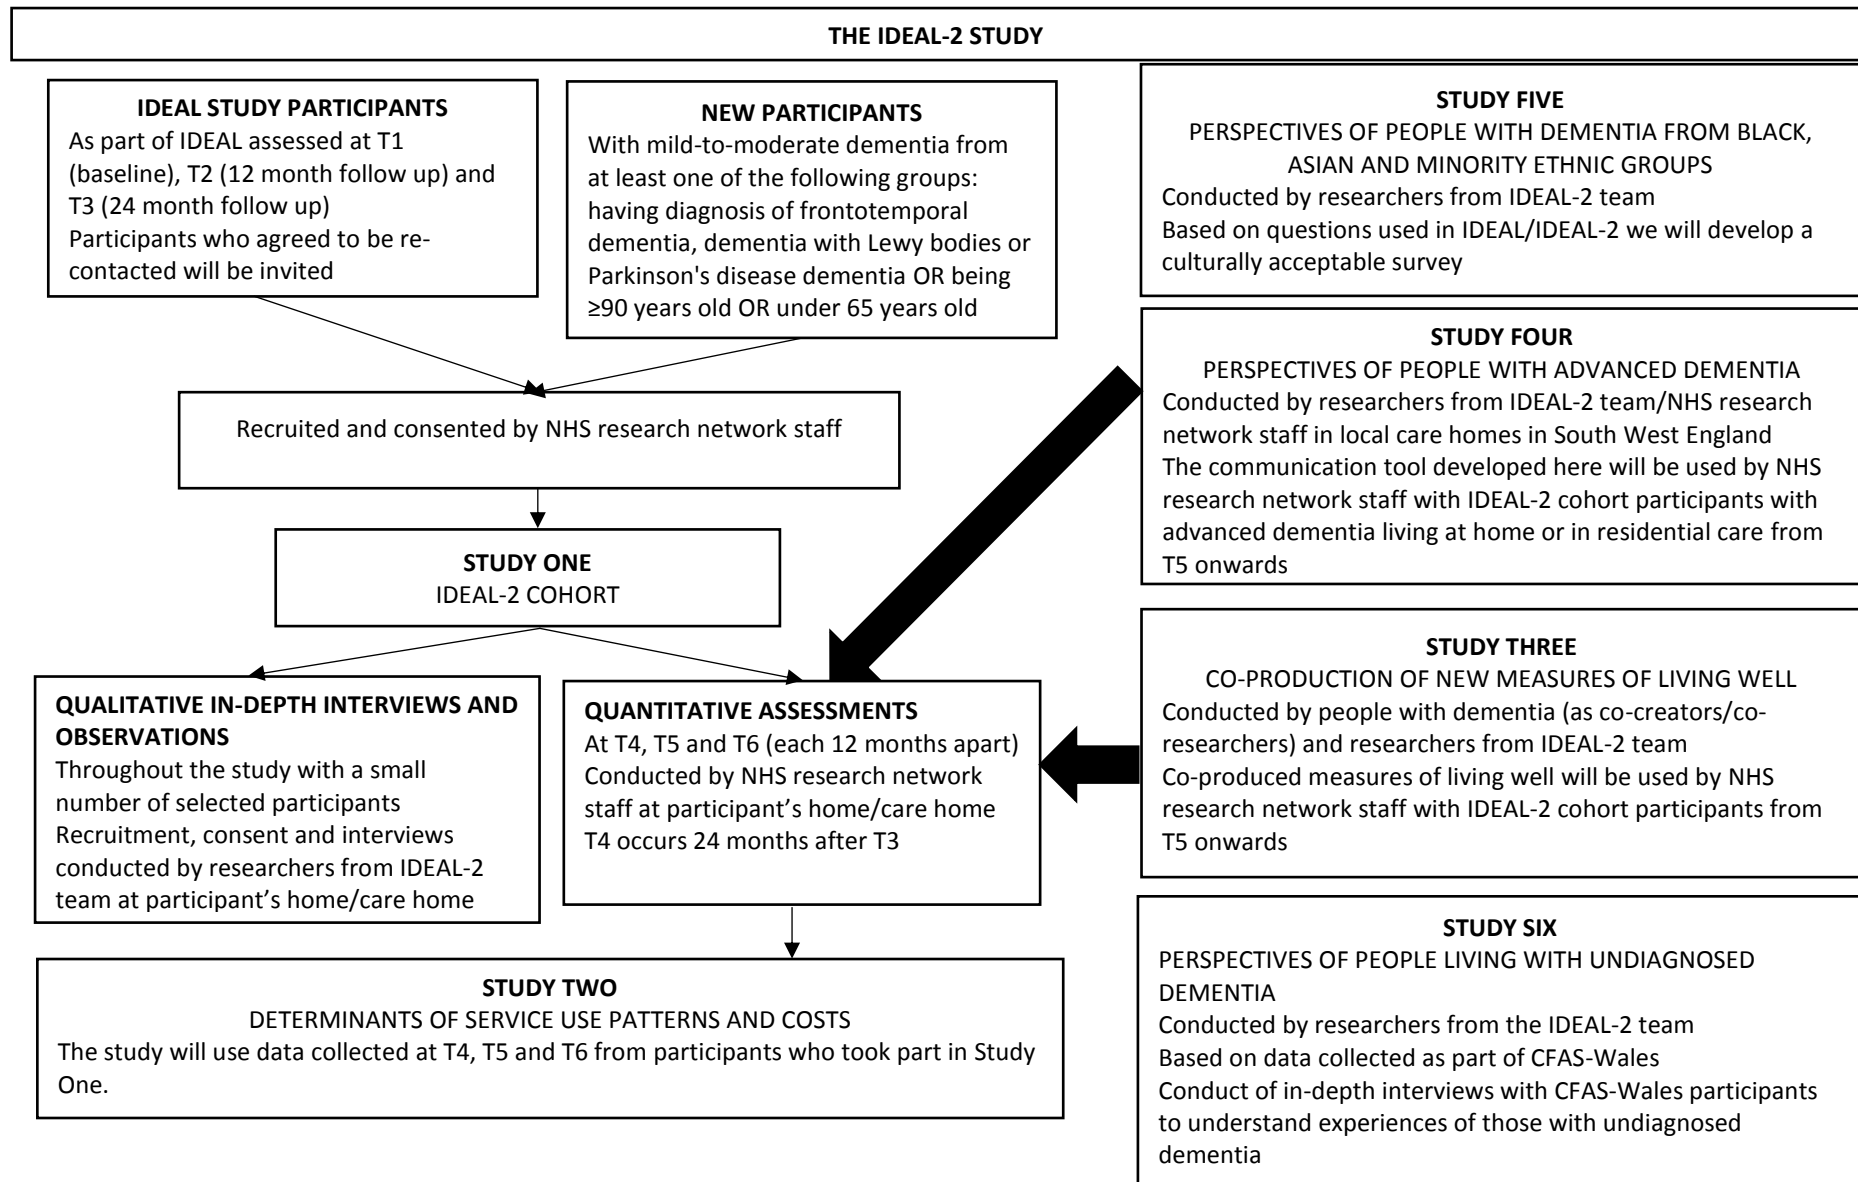 THE IDEAL-2 STUDY
IDEAL STUDY PARTICIPANTS
As part of IDEAL assessed at T1
(baseline), T2 (12 month follow up) and
T3 (24 month follow up)
Participants who agreed to be re-
contacted will be invited
NEW PARTICIPANTS
With mild-to-moderate dementia from
at least one of the following groups:
having diagnosis of frontotemporal
dementia, dementia with Lewy bodies or
Parkinson's disease dementia OR being
≥90 years old OR under 65 years old
Recruited and consented by NHS research network staff
STUDY ONE
IDEAL-2 COHORT
QUALITATIVE IN-DEPTH INTERVIEWS AND
OBSERVATIONS
Throughout the study with a small
number of selected participants
Recruitment, consent and interviews
conducted by researchers from IDEAL-2
team at participant’s home/care home
QUANTITATIVE ASSESSMENTS
At T4, T5 and T6 (each 12 months apart)
Conducted by NHS research network
staff at participant’s home/care home
T4 occurs 24 months after T3
STUDY TWO
DETERMINANTS OF SERVICE USE PATTERNS AND COSTS
The study will use data collected at T4, T5 and T6 from participants who took part in Study
One.
STUDY FIVE
PERSPECTIVES OF PEOPLE WITH DEMENTIA FROM BLACK,
ASIAN AND MINORITY ETHNIC GROUPS
Conducted by researchers from IDEAL-2 team
Based on questions used in IDEAL/IDEAL-2 we will develop a
culturally acceptable survey
STUDY FOUR
PERSPECTIVES OF PEOPLE WITH ADVANCED DEMENTIA
Conducted by researchers from IDEAL-2 team/NHS research
network staff in local care homes in South West England
The communication tool developed here will be used by NHS
research network staff with IDEAL-2 cohort participants with
advanced dementia living at home or in residential care from
T5 onwards
STUDY THREE
CO-PRODUCTION OF NEW MEASURES OF LIVING WELL
Conducted by people with dementia (as co-creators/co-
researchers) and researchers from IDEAL-2 team
Co-produced measures of living well will be used by NHS
research network staff with IDEAL-2 cohort participants from
T5 onwards
STUDY SIX
PERSPECTIVES OF PEOPLE LIVING WITH UNDIAGNOSED
DEMENTIA
Conducted by researchers from the IDEAL-2 team
Based on data collected as part of CFAS-Wales
Conduct of in-depth interviews with CFAS-Wales participants
to understand experiences of those with undiagnosed
dementia